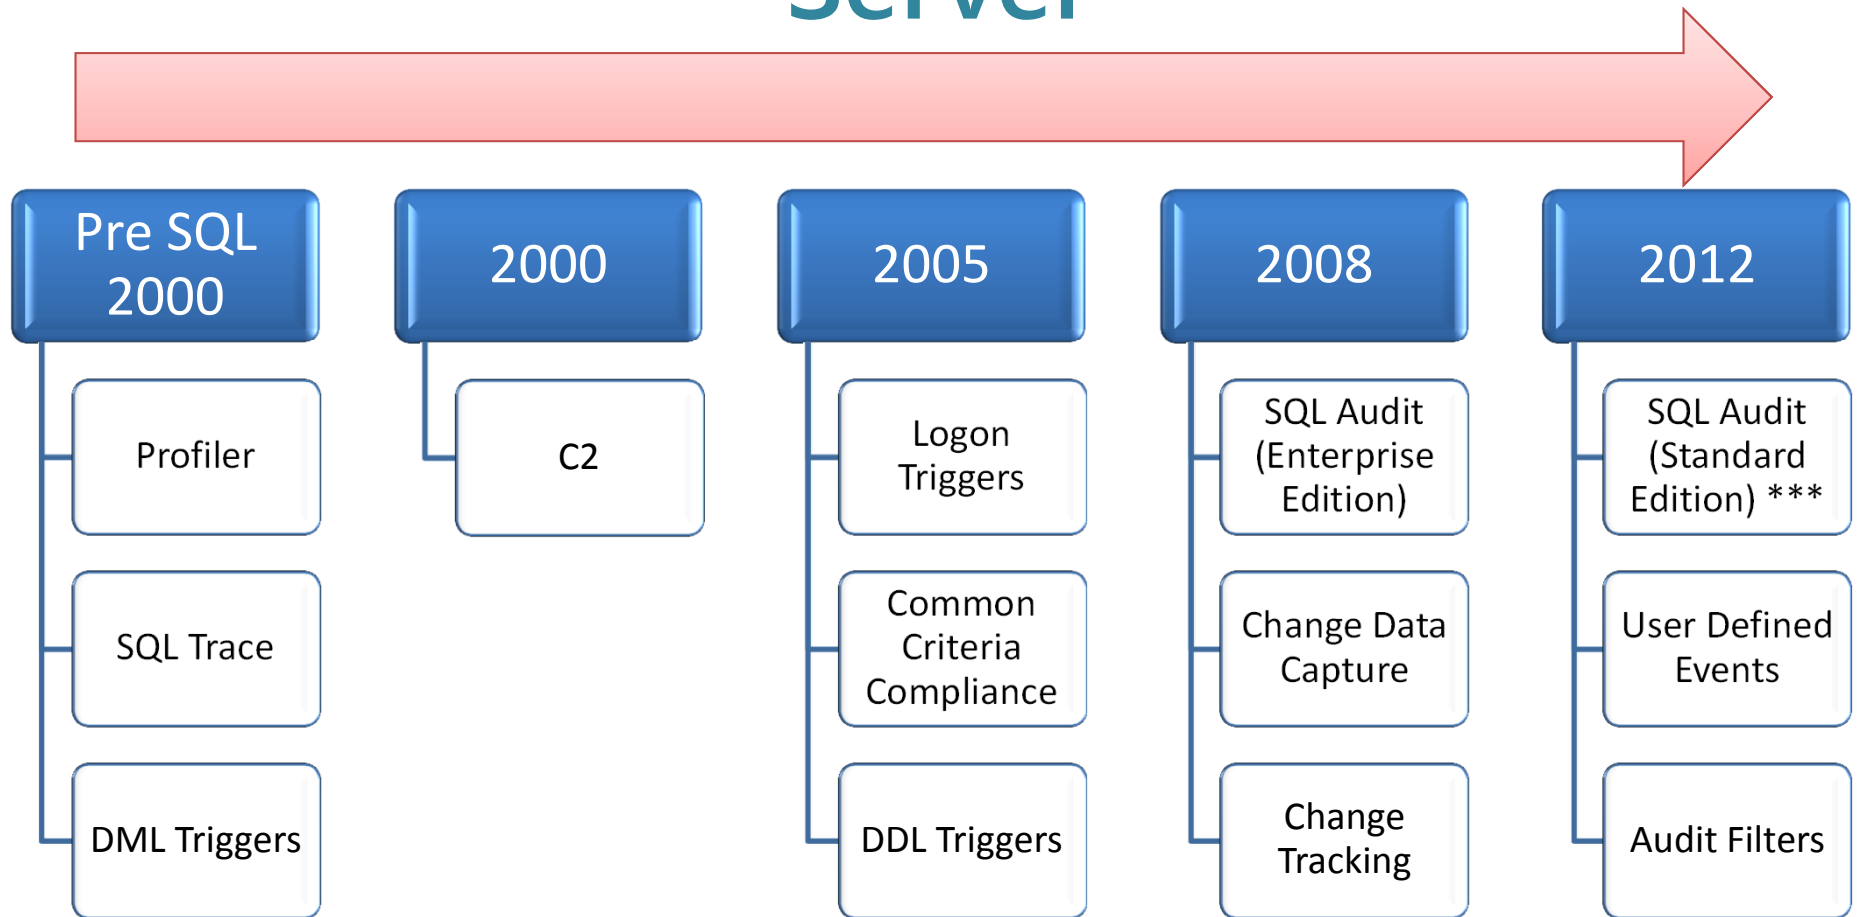 Server
Pre SQL
2000
2000
2005
2008
2012
Profiler
SQL Trace
DML Triggers
C2
Logon
Triggers
Common
Criteria
Compliance
DDL Triggers
SQL Audit
(Enterprise
Edition)
Change Data
Capture
Change
Tracking
SQL Audit
(Standard
Edition) ***
User Defined
Events
Audit Filters